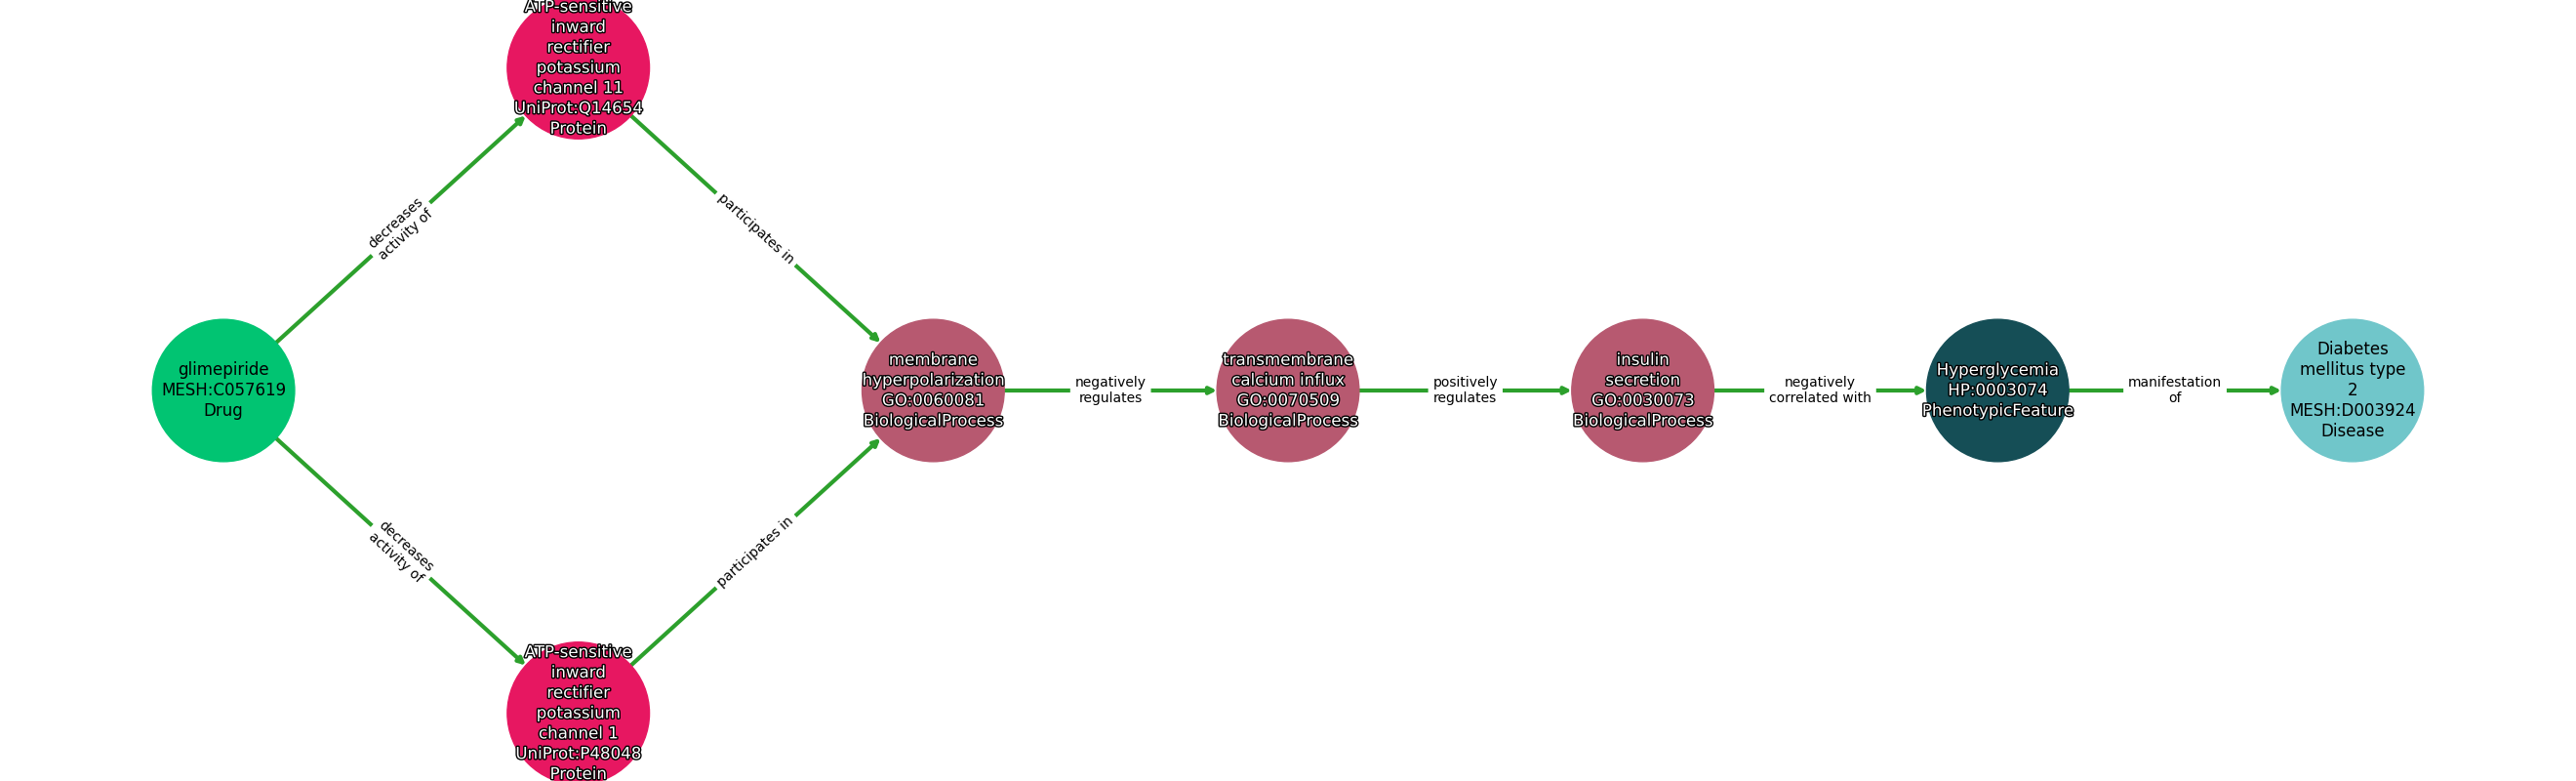 ATP-sensitive
inward
rectifier
potassium
channel 11
UniProt:Q14654
Protein
decreases
activity of
participates in
glimepiride
MESH:C057619
Drug
membrane
hyperpolarization
GO:0060081
BiologicalProcess
negatively
regulates
transmembrane
calcium influx
GO:0070509
BiologicalProcess
positively
regulates
insulin
secretion
GO:0030073
BiologicalProcess
negatively
correlated with
Hyperglycemia
HP:0003074
PhenotypicFeature
manifestation
of
Diabetes
mellitus type
2
MESH:D003924
Disease
decreases
activity of
participates in
ATP-sensitive
inward
rectifier
potassium
channel 1
UniProt:P48048
Protein